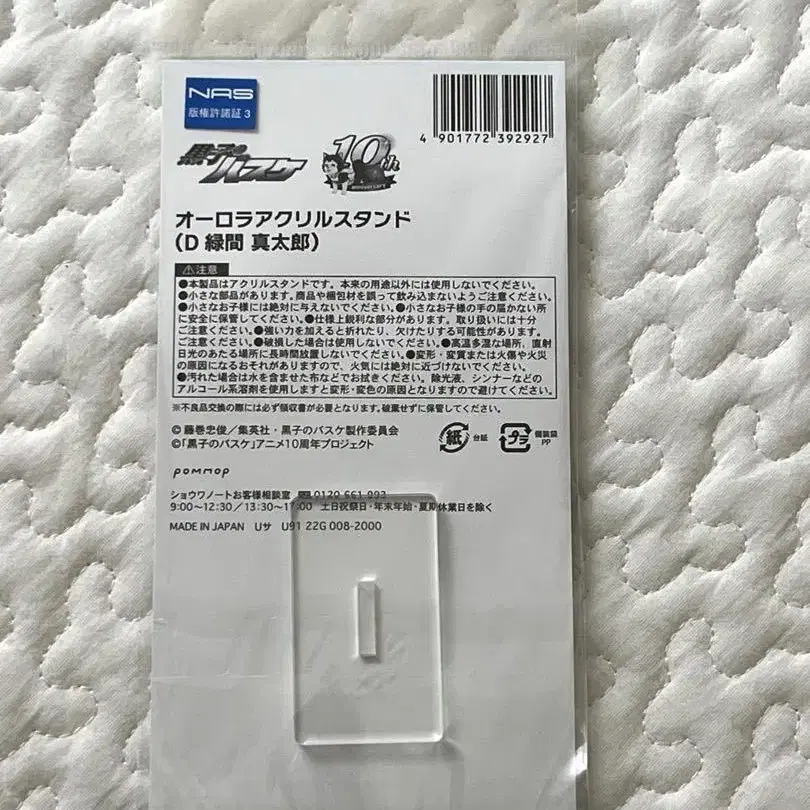 NAS
版権許諾証 3
4 901772 392927
黒子のバスケ
10th
ANNIVERSARY
オーロラアクリルスタンド
(D 緑間 真太郎)
注意
●本製品はアクリルスタンドです。本来の用途以外には使用しないでください。
●小さな部品があります。商品や梱包材を誤って飲み込まないようご注意ください。
●小さなお子様には絶対に与えないでください。●小さなお子様の手の届かない所
に安全に保管してください。●仕様上鋭利な部分があります。取り扱いには十分
ご注意ください。●強い力を加えると折れたり、欠けたりする可能性があります。
ご注意ください。●破損した場合は使用しないでください。●高温多湿な場所、直射
日光のあたる場所に長時間放置しないでください。●変形・変質または火傷や火災
の原因になるおそれがありますので、火気には絶対に近づけないでください。
●汚れた場合は水を含ませた布などでお拭きください。除光液、シンナーなどの
アルコール系溶剤を使用しますと変形・変色の原因となりますので避けてください。
※不良品交換の際には必ず領収書が必要となります。破棄せずに保管してください。
© 藤巻忠俊／集英社・黒子のバスケ製作委員会
©「黒子のバスケ」アニメ10周年プロジェクト
紙 台証
プラ 個装袋 PP
pommop
ショウワノートお客様相談室 0120 661 992
9:00～12:30／13:30～17:00 土日祝祭日・年末年始・夏期休業日を除く
MADE IN JAPAN Uサ U91 22G 008-2000